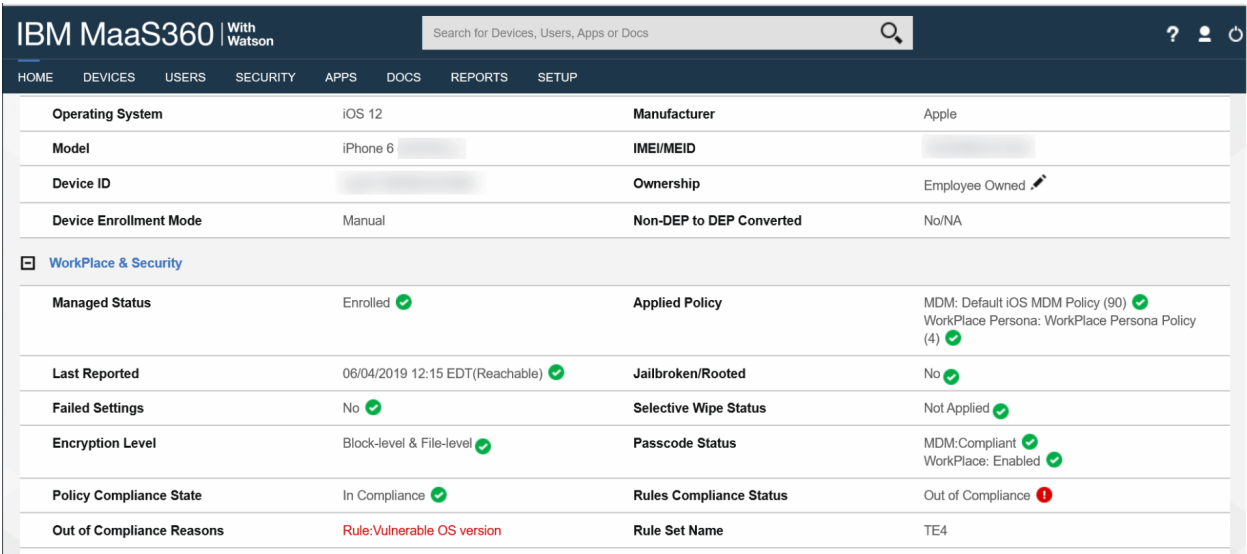 IBM MaaS360 With Watson
Search for Devices, Users, Apps or Docs
?
HOME DEVICES USERS SECURITY APPS DOCS REPORTS SETUP
Operating System iOS 12 Manufacturer Apple
Model iPhone 6 IMEI/MEID
Device ID Ownership Employee Owned
Device Enrollment Mode Manual Non-DEP to DEP Converted No/NA
WorkPlace & Security
Managed Status Enrolled Applied Policy MDM: Default iOS MDM Policy (90)
WorkPlace Persona: WorkPlace Persona Policy
(4)
Last Reported 06/04/2019 12:15 EDT(Reachable) Jailbroken/Rooted No
Failed Settings No Selective Wipe Status Not Applied
Encryption Level Block-level & File-level Passcode Status MDM:Compliant
WorkPlace: Enabled
Policy Compliance State In Compliance Rules Compliance Status Out of Compliance
Out of Compliance Reasons Rule:Vulnerable OS version Rule Set Name TE4